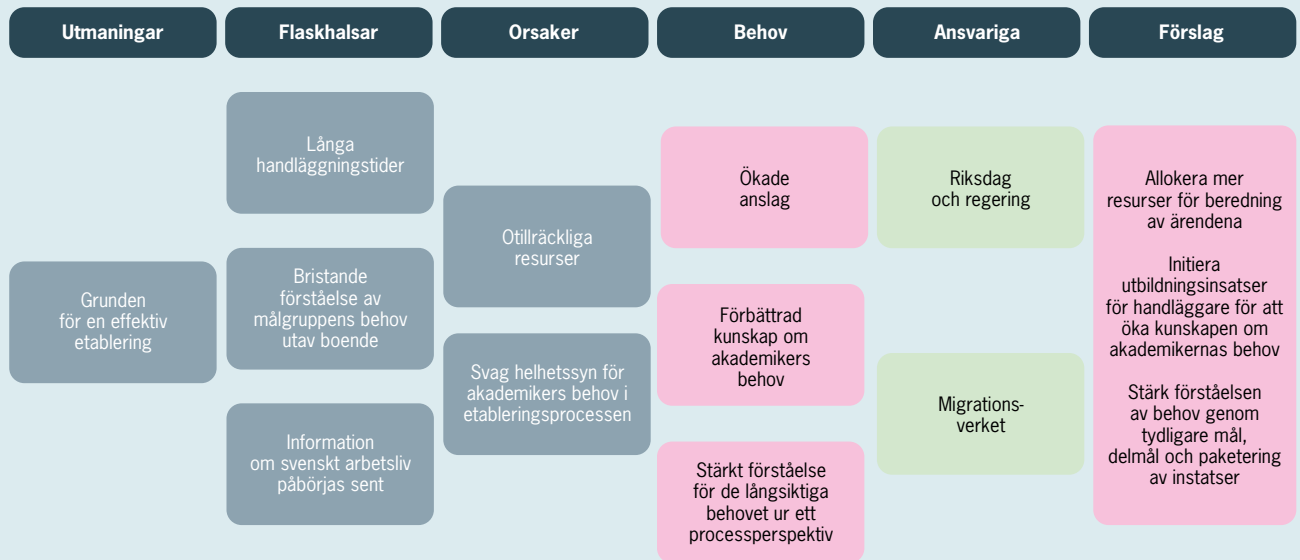 Utmaningar
Flaskhalsar
Orsaker
Behov
Ansvariga
Förslag
Grunden
för en effektiv
etablering
Långa
handläggningstider
Bristande
förståelse av
målgruppens behov
utav boende
Information
om svenskt arbetsliv
påbörjas sent
Otillräckliga
resurser
Svag helhetssyn för
akademikers behov i
etableringsprocessen
Ökade
anslag
Förbättrad
kunskap om
akademikers
behov
Stärkt förståelse
för de långsiktiga
behovet ur ett
processperspektiv
Riksdag
och regering
Migrations-
verket
Allokera mer
resurser för beredning
av ärendena
Initiera
utbildningsinsatser
för handläggare för att
öka kunskapen om
akademikernas behov
Stärk förståelsen
av behov genom
tydligare mål,
delmål och paketering
av instatser